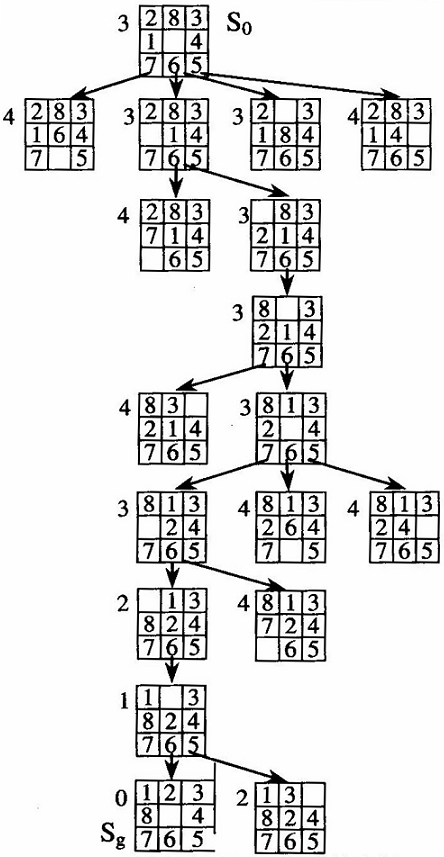 3 2 8 3 S₀
1 4
7 6 5
4 2 8 3 3 2 8 3 3 2 3 4 2 8 3
1 6 4 1 4 1 8 4 1 4
7 5 7 6 5 7 6 5 7 6 5
4 2 8 3 3 8 3
7 1 4 2 1 4
6 5 7 6 5
3 8 3
2 1 4
7 6 5
4 8 3 3 8 1 3
2 1 4 2 4
7 6 5 7 6 5
3 8 1 3 4 8 1 3 4 8 1 3
2 4 2 6 4 2 4
7 6 5 7 5 7 6 5
2 1 3 4 8 1 3
8 2 4 7 2 4
7 6 5 6 5
1 1 3
8 2 4
7 6 5
0 1 2 3 2 1 3
8 4 8 2 4
Sg 7 6 5 7 6 5